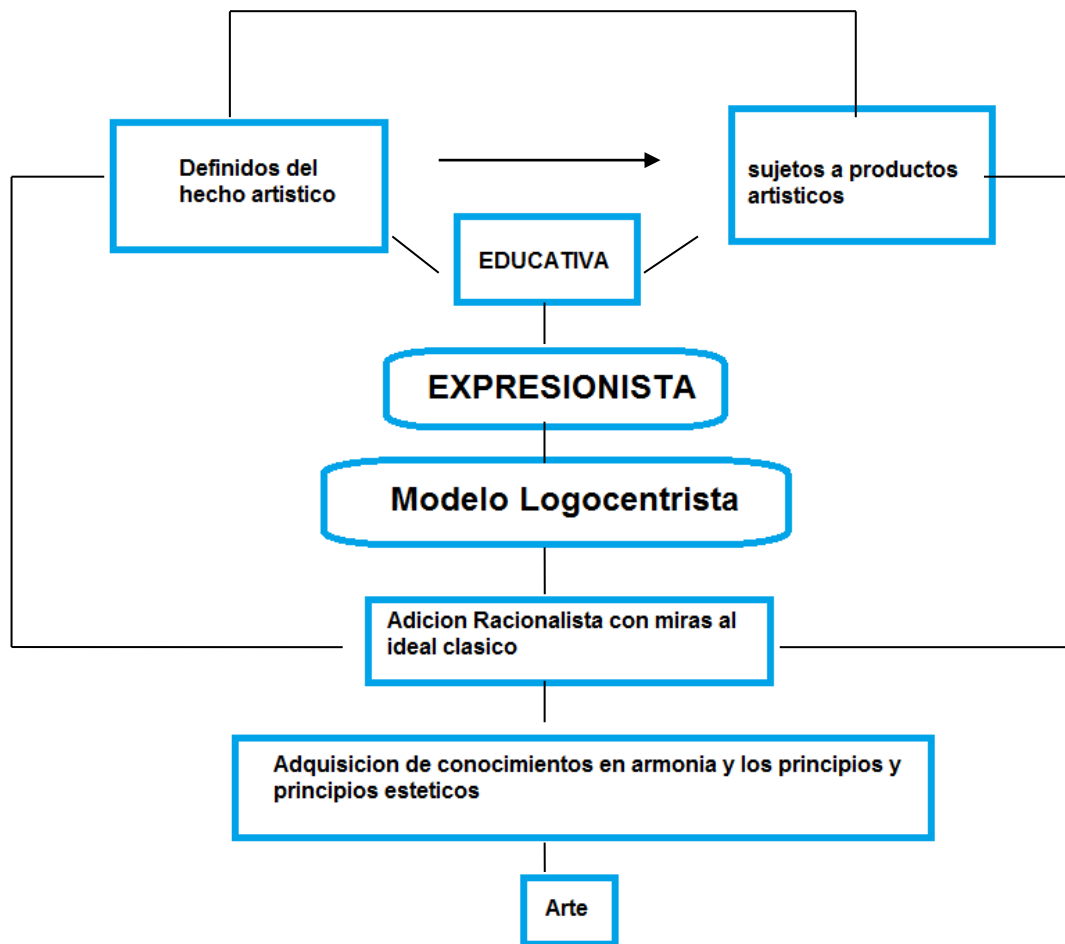 Definidos del
hecho artistico
sujetos a productos
artisticos
EDUCATIVA
EXPRESIONISTA
Modelo Logocentrista
Adicion Racionalista con miras al
ideal clasico
Adquisicion de conocimientos en armonia y los principios y
principios esteticos
Arte